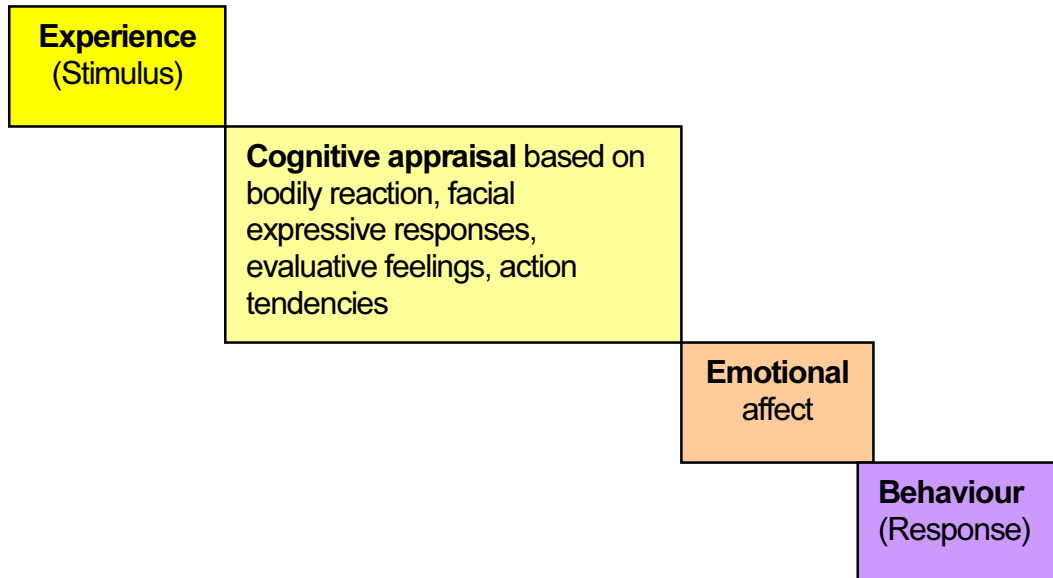 Experience
(Stimulus)
Cognitive appraisal based on
bodily reaction, facial
expressive responses,
evaluative feelings, action
tendencies
Emotional
affect
Behaviour
(Response)